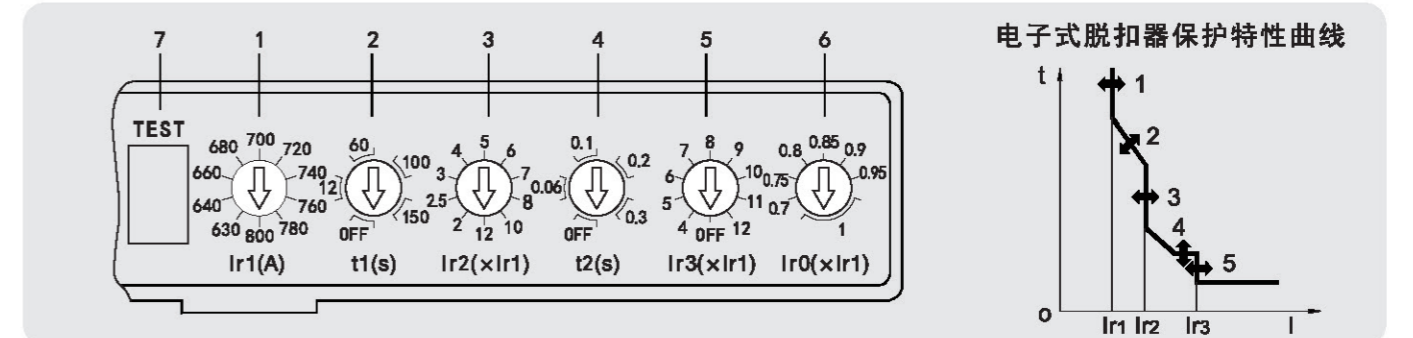 7 1 2 3 4 5 6
电子式脱扣器保护特性曲线
TEST
630 640 660 680 700 720 740 760 780 800
OFF 12 60 100 150
2 2.5 3 4 5 6 7 8 10 12
OFF 0.06 0.1 0.2 0.3
4 5 6 7 8 9 10 11 12 OFF
0.7 0.75 0.8 0.85 0.9 0.95 1
Ir1(A) t1(s) Ir2(×Ir1) t2(s) Ir3(×Ir1) Ir0(×Ir1)
t
1
2
3
4
5
o Ir1 Ir2 Ir3 I